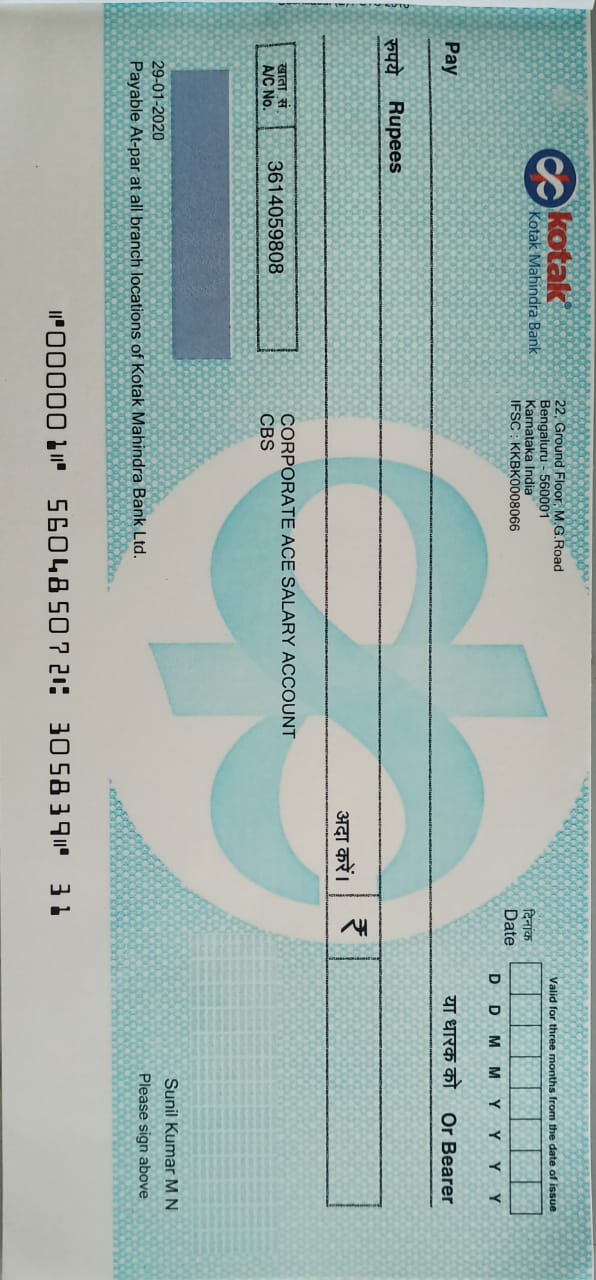 kotak
Kotak Mahindra Bank
22, Ground Floor, M.G.Road
Bengaluru - 560001
Karnataka India
IFSC : KKBK0008066
Valid for three months from the date of issue
दिनांक
Date
D D M M Y Y Y Y
Pay या धारक को Or Bearer
रुपये Rupees
अदा करें। ₹
खाता सं.
A/C No.
3614059808
CORPORATE ACE SALARY ACCOUNT
CBS
29-01-2020
Payable At-par at all branch locations of Kotak Mahindra Bank Ltd.
Sunil Kumar M N
Please sign above
⑈000001⑈ 560485072⑆ 305839⑈ 31